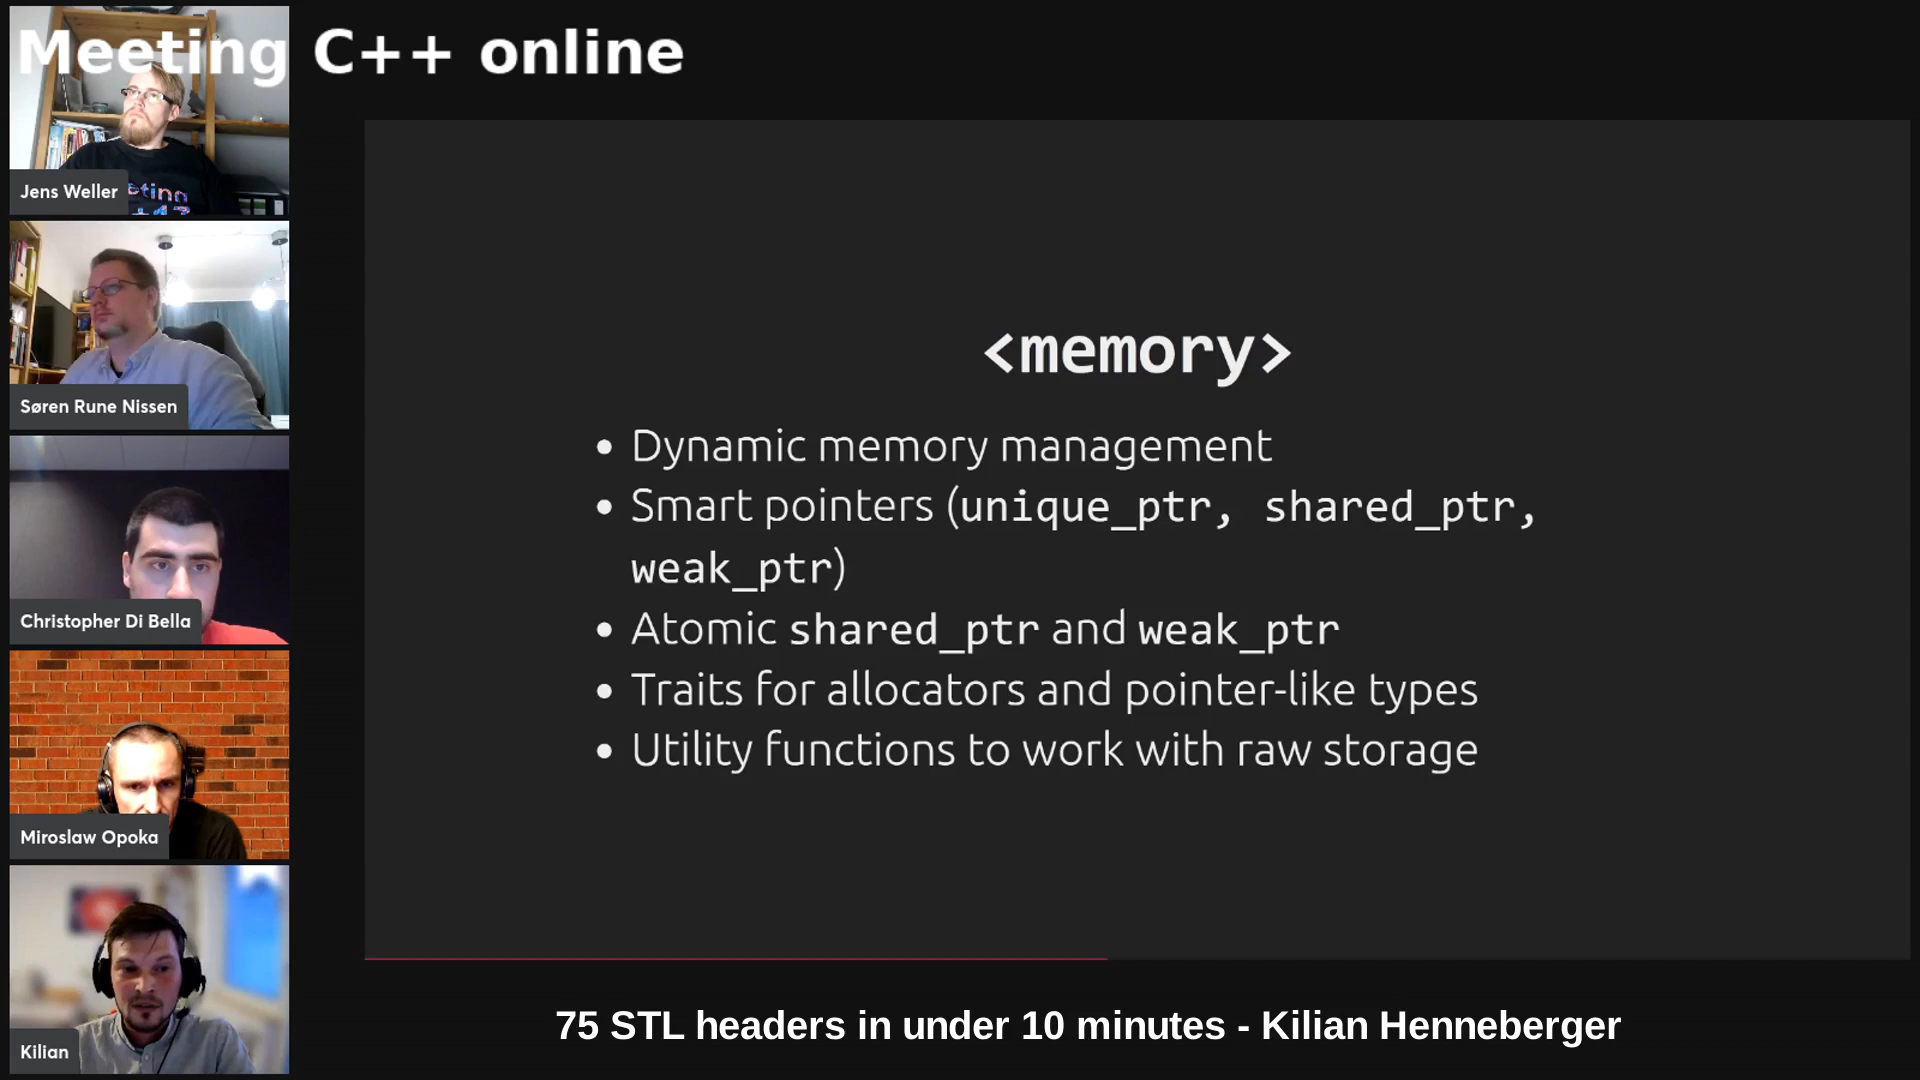 Meeting C++ online
Jens Weller
eting
Søren Rune Nissen
Christopher Di Bella
Miroslaw Opoka
Kilian
<memory>
• Dynamic memory management
• Smart pointers (unique_ptr, shared_ptr,
weak_ptr)
• Atomic shared_ptr and weak_ptr
• Traits for allocators and pointer-like types
• Utility functions to work with raw storage
75 STL headers in under 10 minutes - Kilian Henneberger